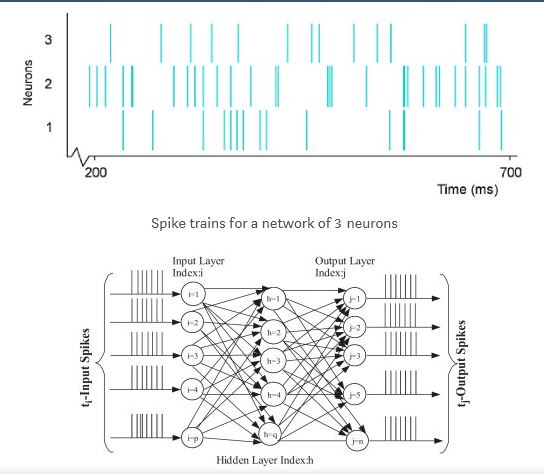 Neurons
3
2
1
200
700
Time (ms)
Spike trains for a network of 3 neurons
Input Layer
Index:i
Output Layer
Index:j
tᵢ-Input Spikes
i=1
i=2
i=3
i=4
i=p
h=1
h=2
h=3
h=4
h=q
j=1
j=2
j=3
j=5
j=n
tⱼ-Output Spikes
Hidden Layer Index:h